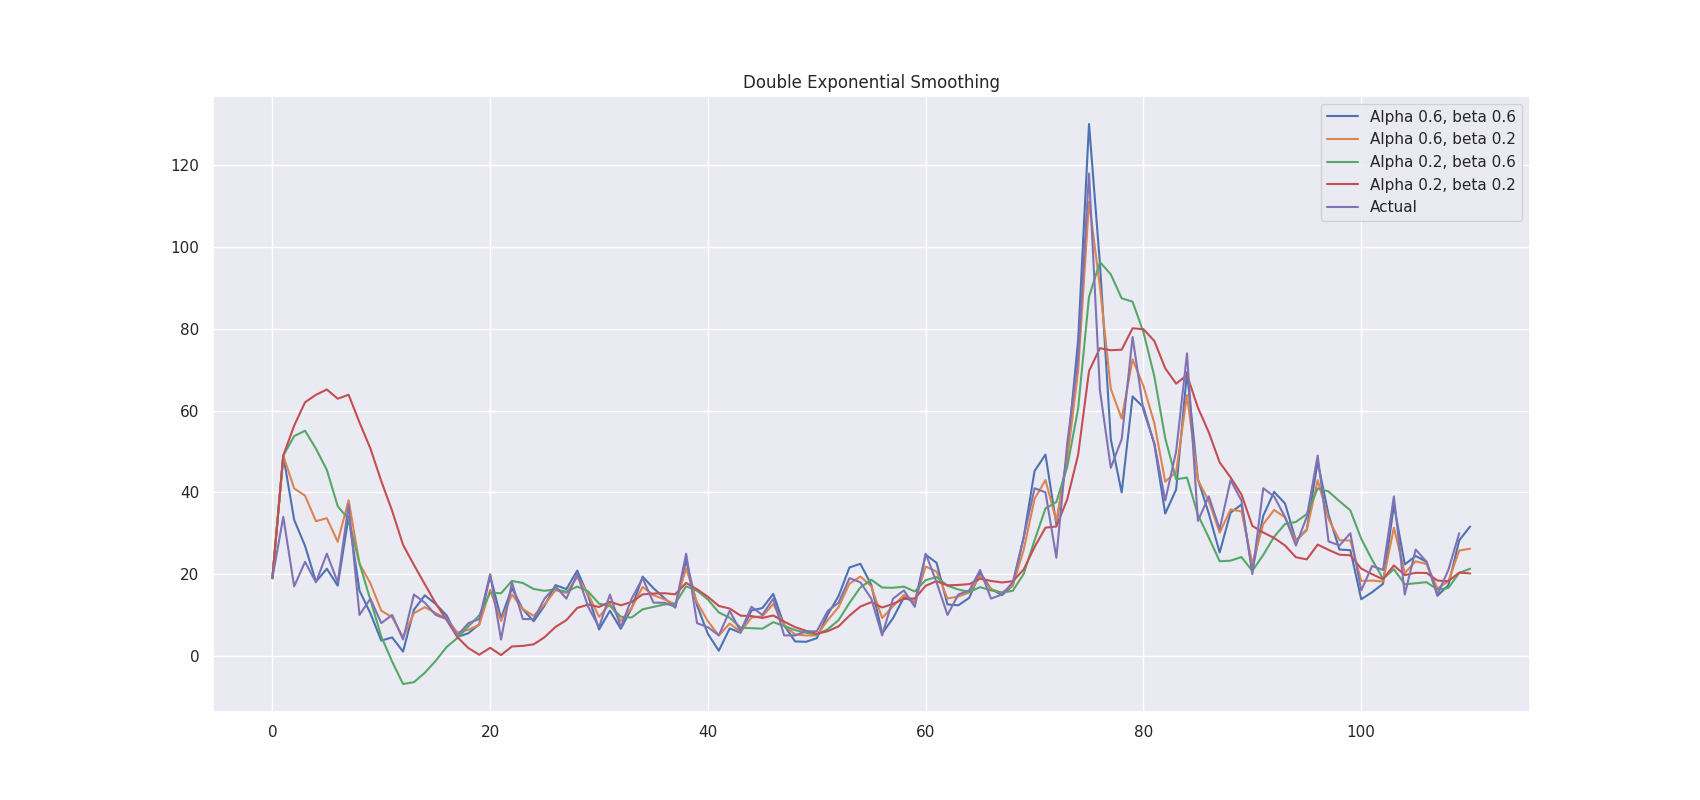 Double Exponential Smoothing
Alpha 0.6, beta 0.6
Alpha 0.6, beta 0.2
Alpha 0.2, beta 0.6
Alpha 0.2, beta 0.2
Actual
120
100
80
60
40
20
0
0 20 40 60 80 100